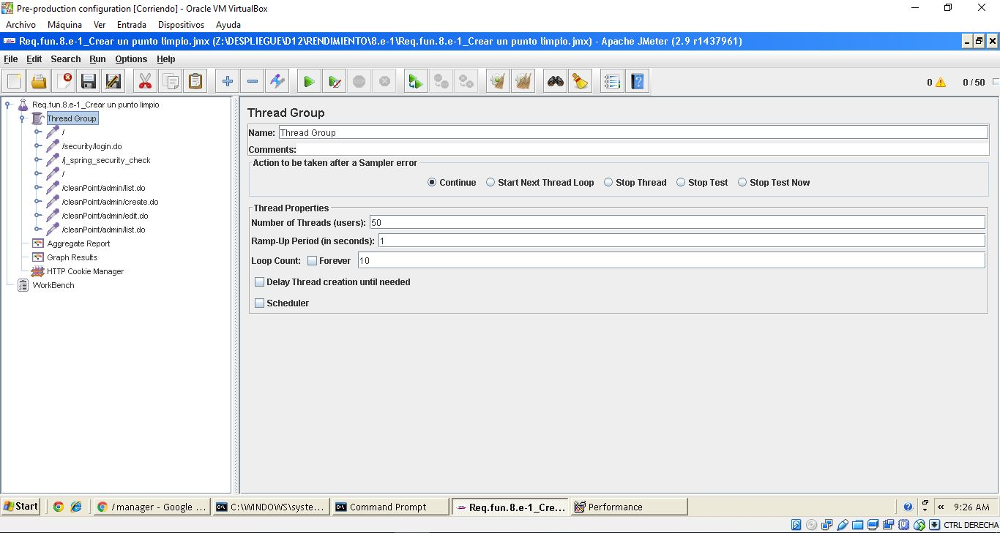 Pre-production configuration [Corriendo] - Oracle VM VirtualBox
Archivo Máquina Ver Entrada Dispositivos Ayuda
Req.fun.8.e-1_Crear un punto limpio.jmx (Z:\DESPLIEGUE\D12\RENDIMIENTO\8.e-1\Req.fun.8.e-1_Crear un punto limpio.jmx) - Apache JMeter (2.9 r1437961)
File Edit Search Run Options Help
0 0 / 50
Req.fun.8.e-1_Crear un punto limpio
Thread Group
/
/security/login.do
/j_spring_security_check
/
/cleanPoint/admin/list.do
/cleanPoint/admin/create.do
/cleanPoint/admin/edit.do
/cleanPoint/admin/list.do
Aggregate Report
Graph Results
HTTP Cookie Manager
WorkBench
Thread Group
Name: Thread Group
Comments:
Action to be taken after a Sampler error
Continue Start Next Thread Loop Stop Thread Stop Test Stop Test Now
Thread Properties
Number of Threads (users): 50
Ramp-Up Period (in seconds): 1
Loop Count: Forever 10
Delay Thread creation until needed
Scheduler
Start /manager - Google ... C:\WINDOWS\syste... Command Prompt Req.fun.8.e-1_Cre... Performance « 9:26 AM
CTRL DERECHA